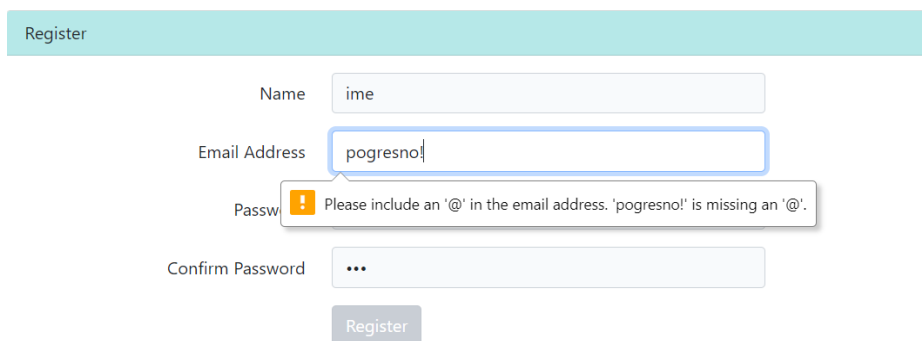 Register
Name
ime
Email Address
pogresno!
Please include an '@' in the email address. 'pogresno!' is missing an '@'.
Confirm Password
•••
Register